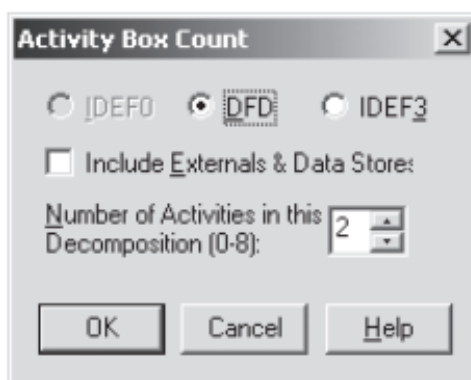 Activity Box Count
IDEF0 DFD IDEF3
Include Externals & Data Stores
Number of Activities in this
Decomposition (0-8):
2
OK Cancel Help